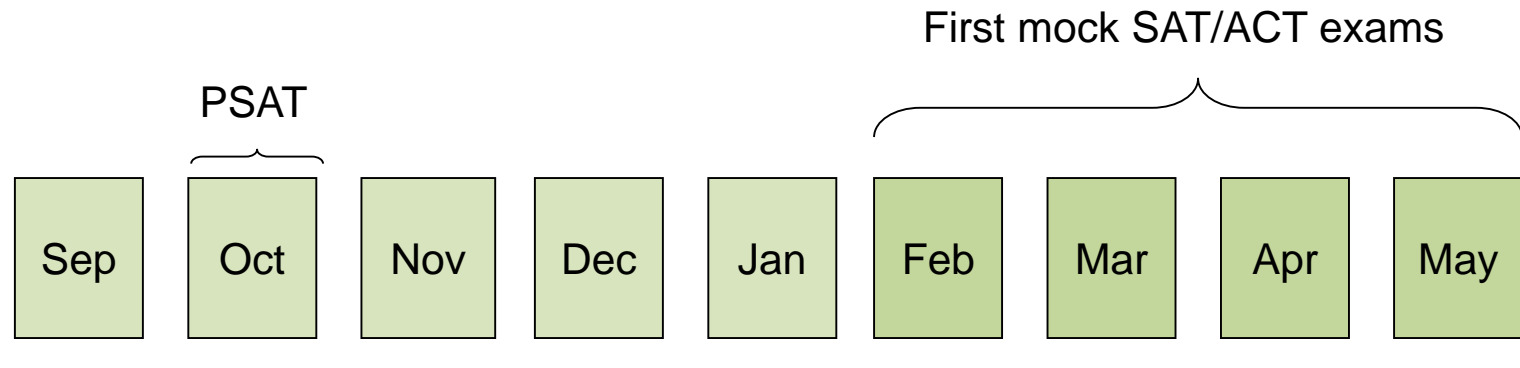 First mock SAT/ACT exams
PSAT
Sep Oct Nov Dec Jan Feb Mar Apr May